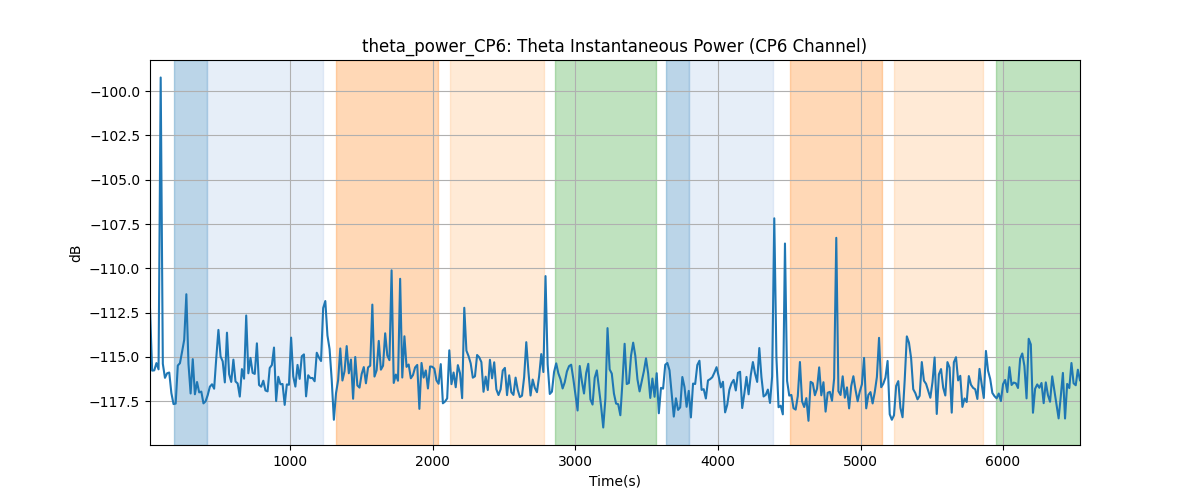 theta_power_CP6: Theta Instantaneous Power (CP6 Channel)
dB
−100.0
−102.5
−105.0
−107.5
−110.0
−112.5
−115.0
−117.5
1000 2000 3000 4000 5000 6000
Time(s)